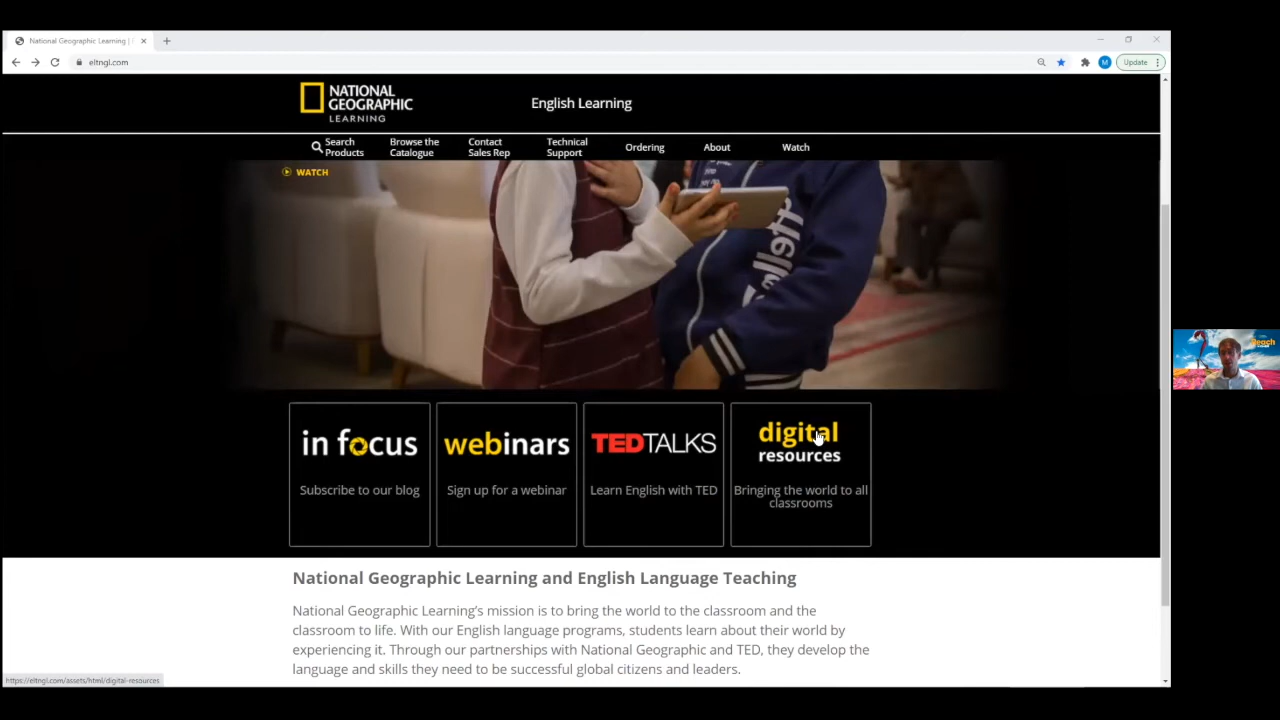 National Geographic Learning |
eltngl.com
M
Update
NATIONAL
GEOGRAPHIC
LEARNING
English Learning
Search
Products
Browse the
Catalogue
Contact
Sales Rep
Technical
Support
Ordering
About
Watch
WATCH
in focus
Subscribe to our blog
webinars
Sign up for a webinar
TEDTALKS
Learn English with TED
digital
resources
Bringing the world to all
classrooms
National Geographic Learning and English Language Teaching
National Geographic Learning's mission is to bring the world to the classroom and the
classroom to life. With our English language programs, students learn about their world by
experiencing it. Through our partnerships with National Geographic and TED, they develop the
language and skills they need to be successful global citizens and leaders.
https://eltngl.com/assets/html/digital-resources